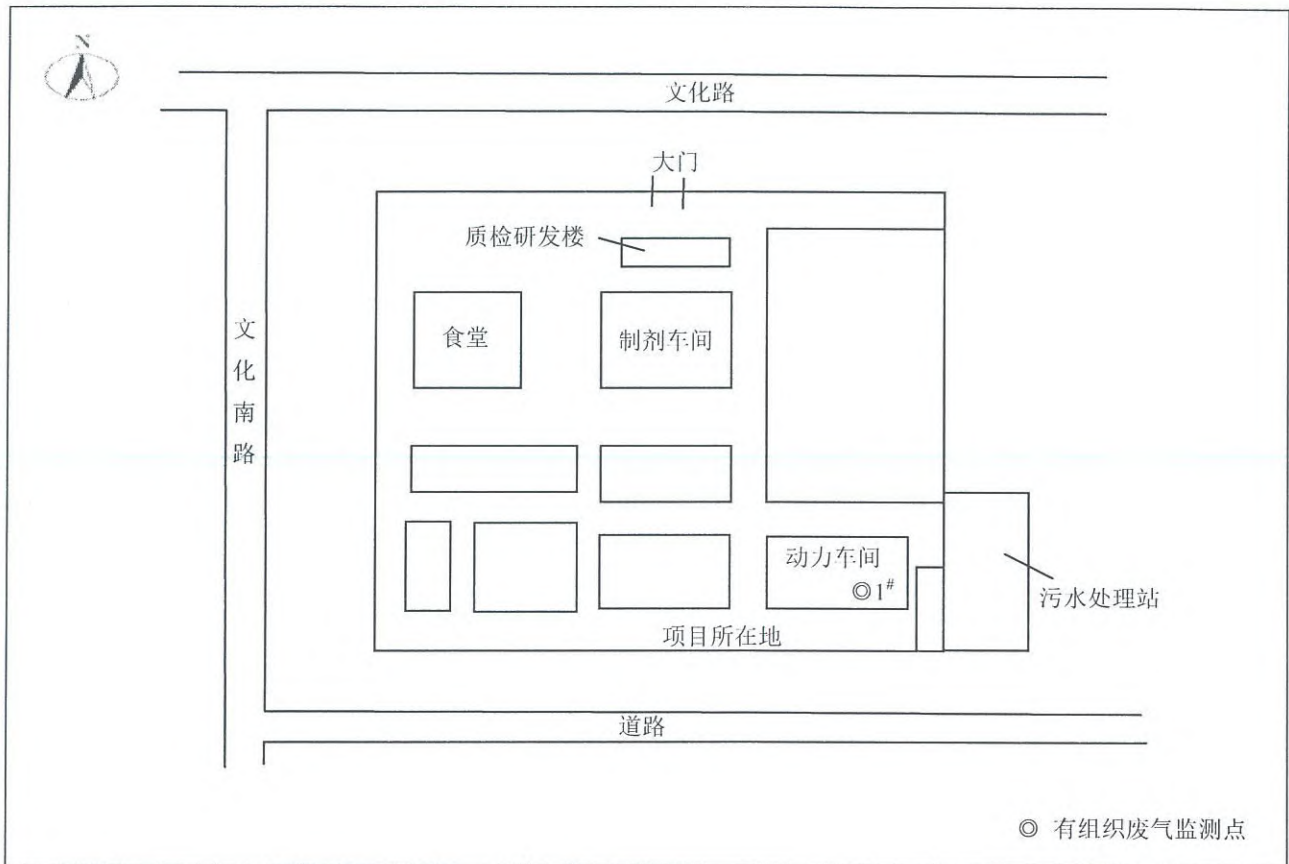 N
文化路
大门
质检研发楼
食堂
制剂车间
文化南路
动力车间
◎1#
污水处理站
项目所在地
道路
◎ 有组织废气监测点